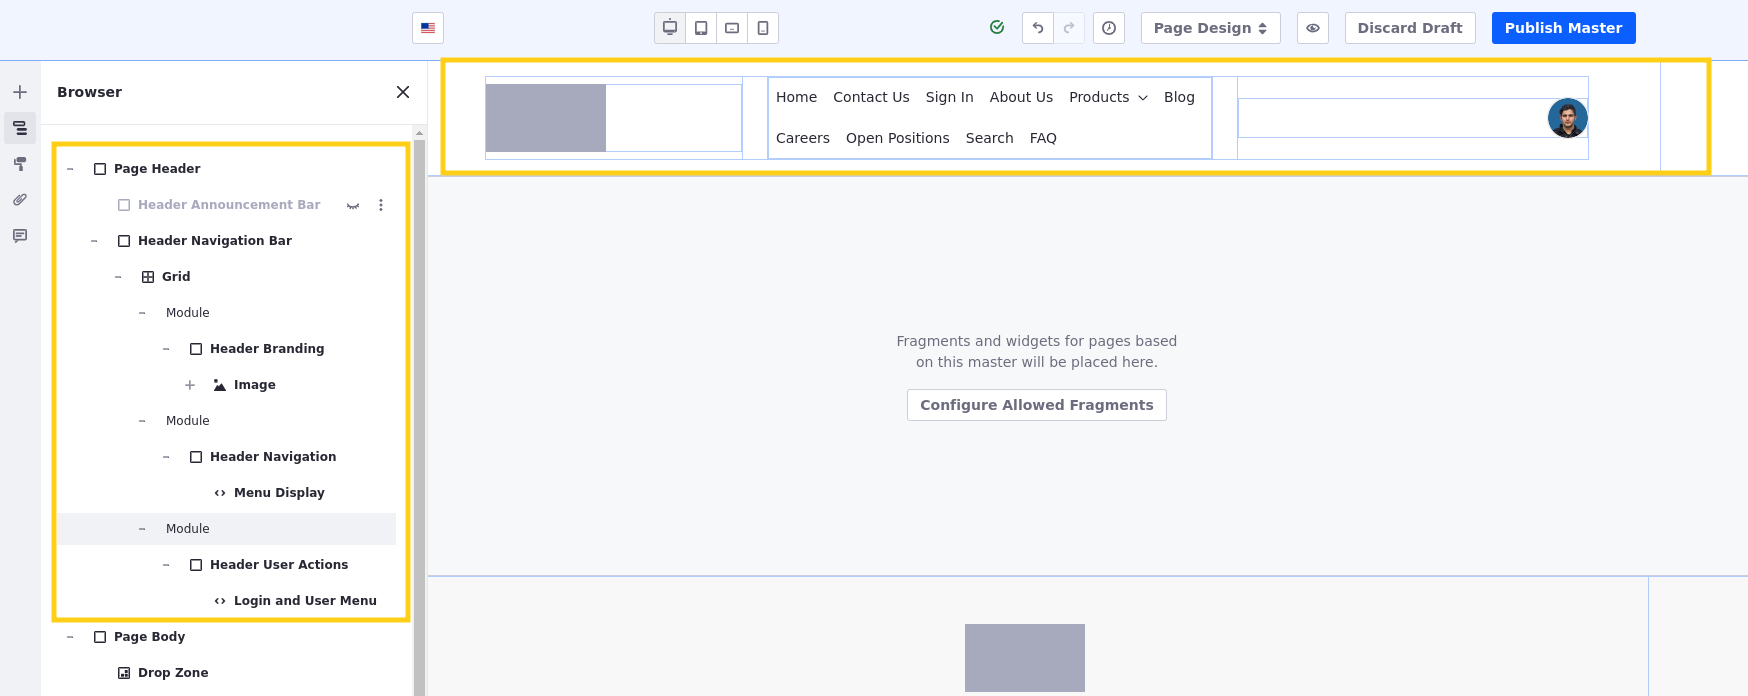 Page Design
Discard Draft
Publish Master
Browser
Page Header
Header Announcement Bar
Header Navigation Bar
Grid
Module
Header Branding
Image
Module
Header Navigation
Menu Display
Module
Header User Actions
Login and User Menu
Page Body
Drop Zone
Home Contact Us Sign In About Us Products Blog
Careers Open Positions Search FAQ
Fragments and widgets for pages based
on this master will be placed here.
Configure Allowed Fragments